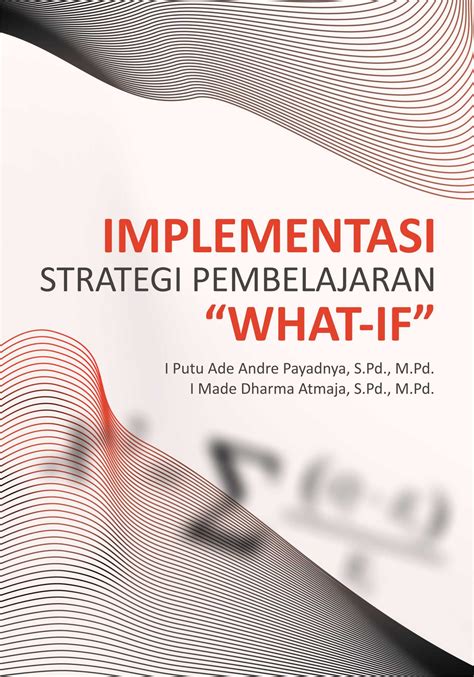 IMPLEMENTASI
STRATEGI PEMBELAJARAN
“WHAT-IF”
I Putu Ade Andre Payadnya, S.Pd., M.Pd.
I Made Dharma Atmaja, S.Pd., M.Pd.